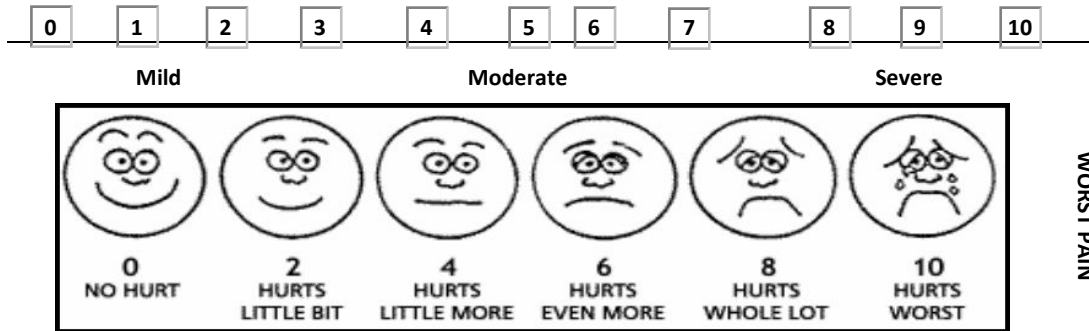 0 1 2 3 4 5 6 7 8 9 10
Mild Moderate Severe
0 2 4 6 8 10
NO HURT HURTS HURTS HURTS HURTS HURTS
LITTLE BIT LITTLE MORE EVEN MORE WHOLE LOT WORST
WORST PAIN